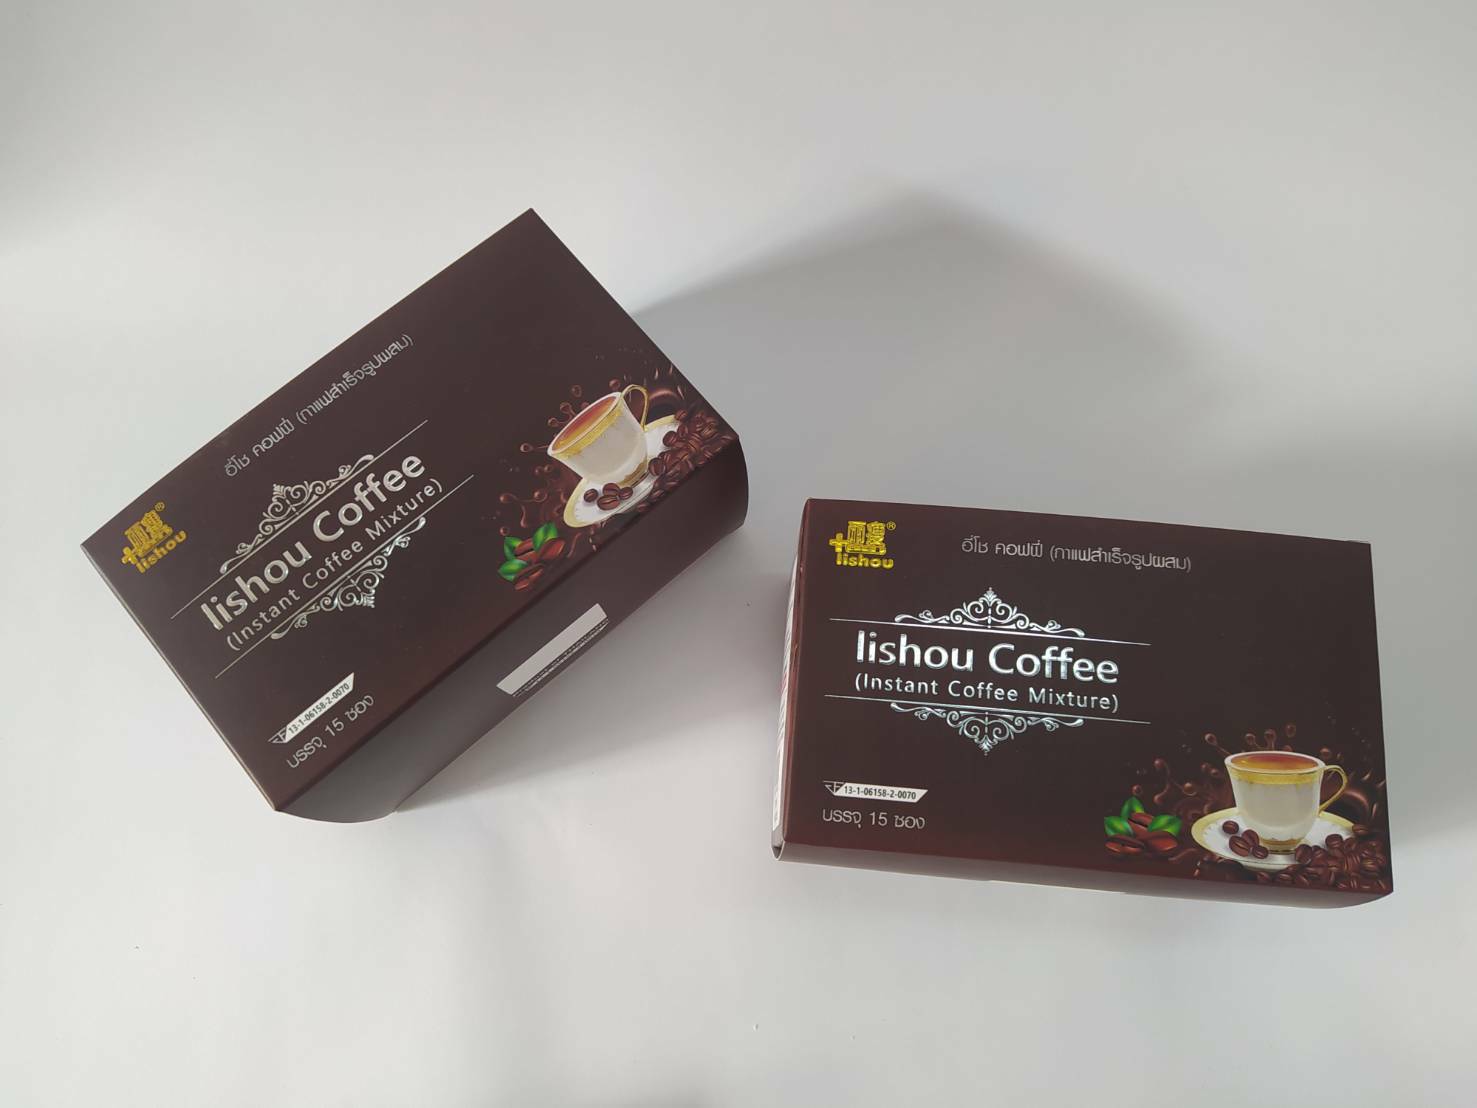 อีโช คอฟฟี่ (กาแฟสำเร็จรูปผสม)
lishou®
lishou Coffee
(Instant Coffee Mixture)
13-1-06158-2-0070
บรรจุ 15 ซอง
lishou®
อีโช คอฟฟี่ (กาแฟสำเร็จรูปผสม)
lishou Coffee
(Instant Coffee Mixture)
13-1-06158-2-0070
บรรจุ 15 ซอง